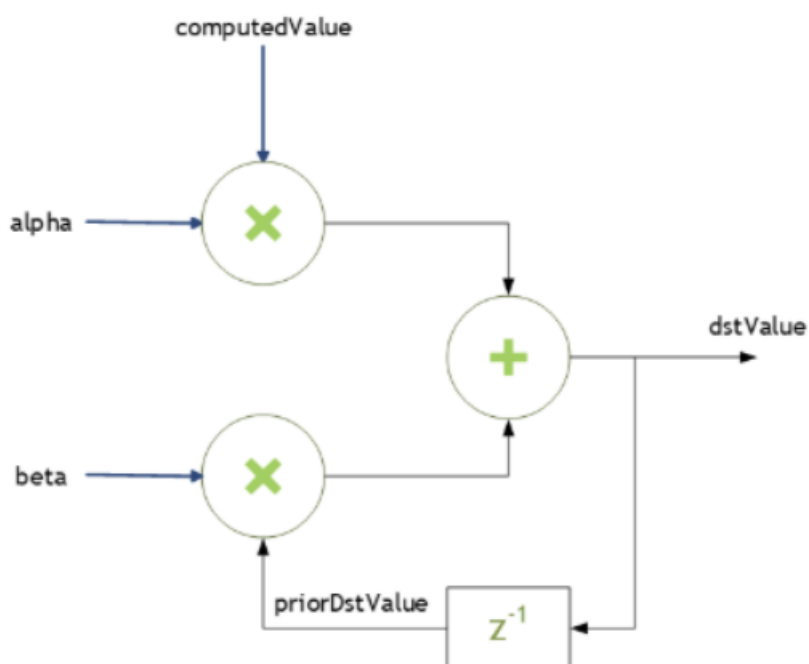 computedValue
alpha
×
+
dstValue
beta
×
priorDstValue
z⁻¹